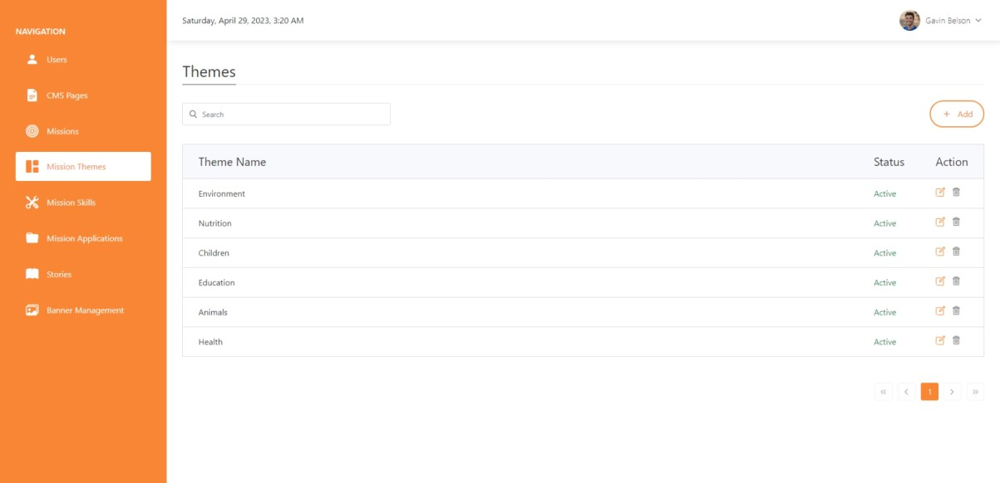 NAVIGATION
Users
CMS Pages
Missions
Mission Themes
Mission Skills
Mission Applications
Stories
Banner Management
Saturday, April 29, 2023, 3:20 AM
Gavin Belson
Themes
Search
+ Add
Theme Name Status Action
Environment Active
Nutrition Active
Children Active
Education Active
Animals Active
Health Active
« ‹ 1 › »